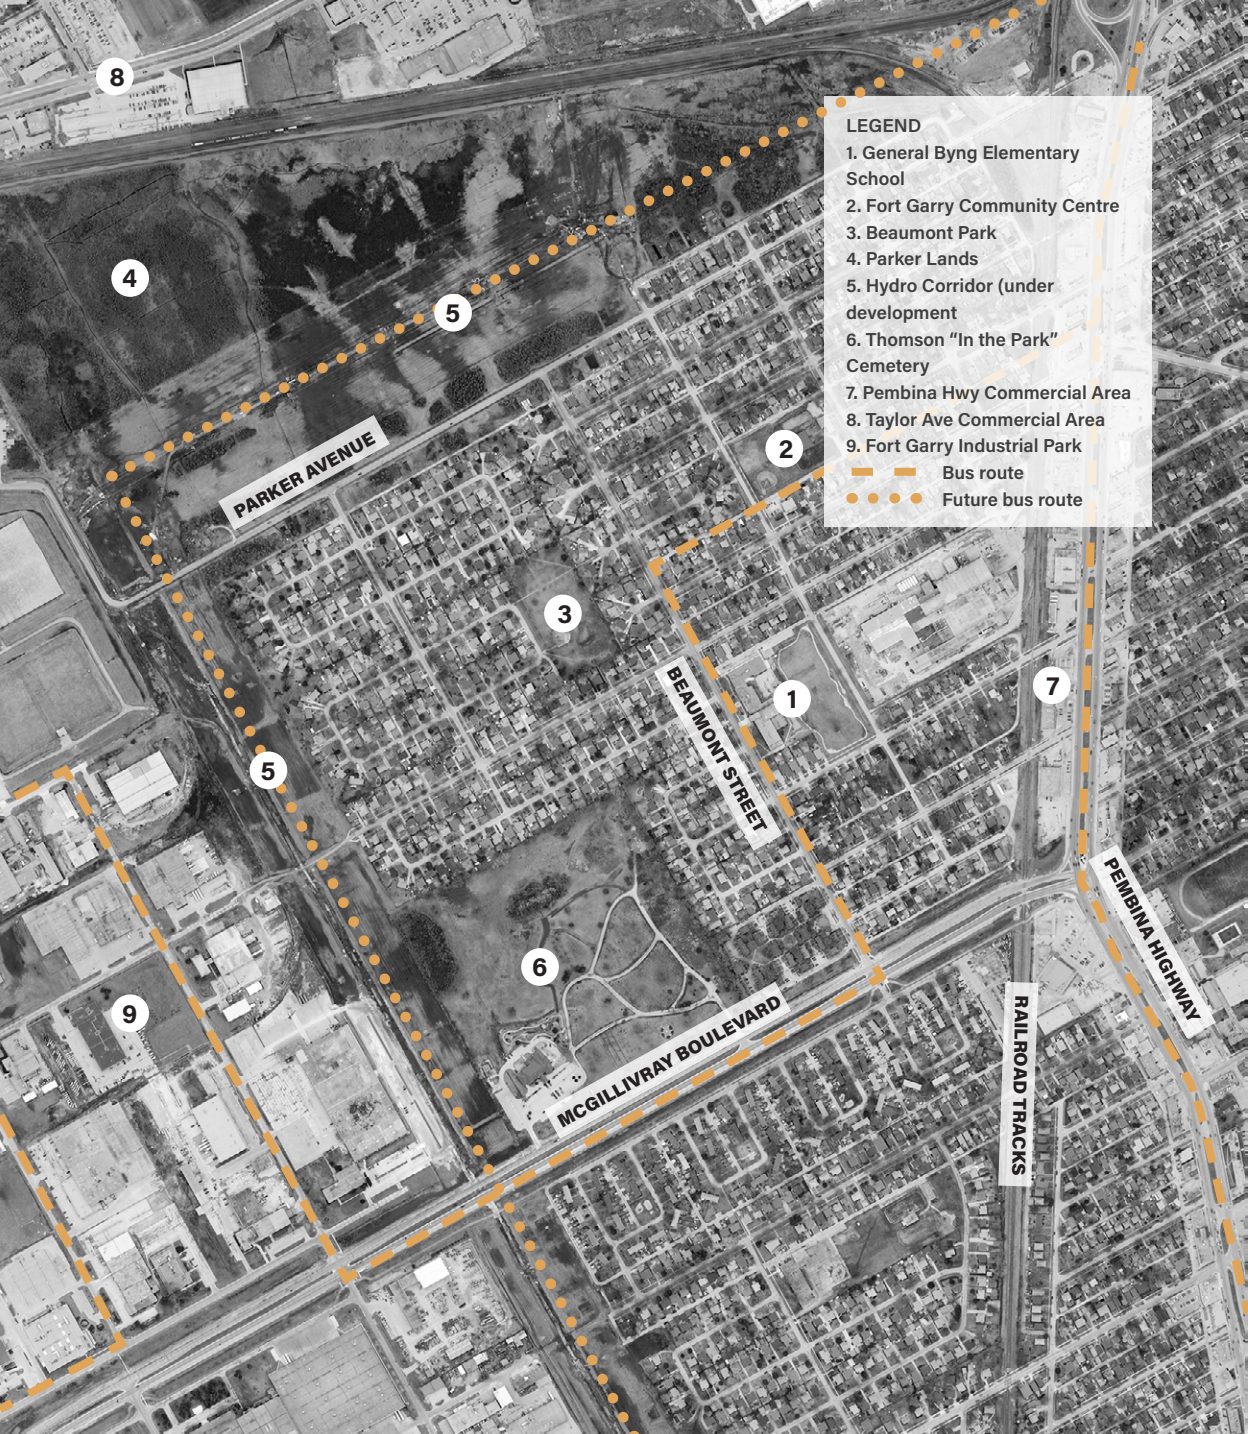 8
LEGEND
1. General Byng Elementary
School
2. Fort Garry Community Centre
3. Beaumont Park
4. Parker Lands
5. Hydro Corridor (under
development
6. Thomson “In the Park”
Cemetery
7. Pembina Hwy Commercial Area
8. Taylor Ave Commercial Area
9. Fort Garry Industrial Park
Bus route
Future bus route
4
5
2
PARKER AVENUE
3
1
7
BEAUMONT STREET
5
PEMBINA HIGHWAY
6
9
MCGILLIVRAY BOULEVARD
RAILROAD TRACKS